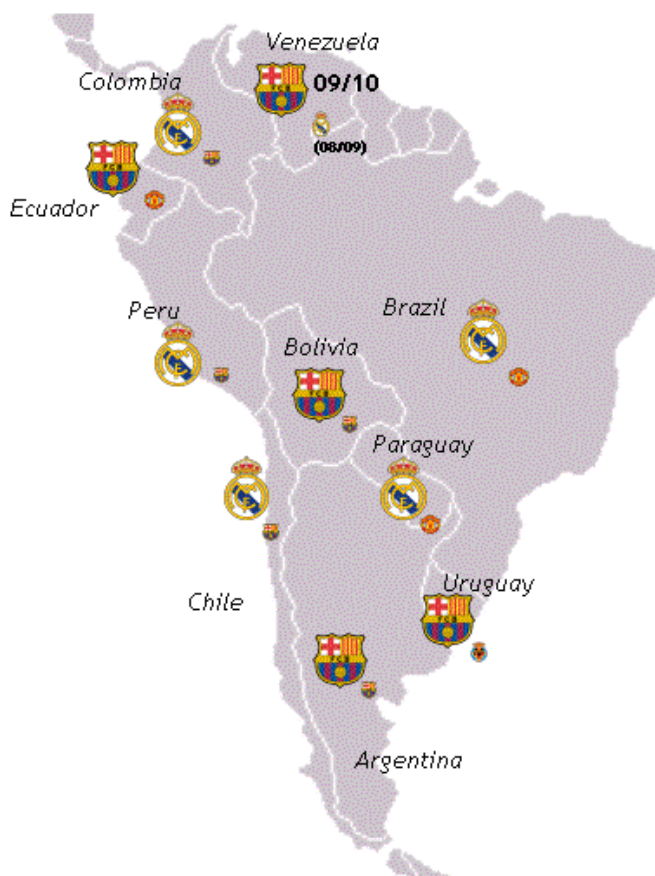 Venezuela
Colombia
09/10
(08/09)
Ecuador
Peru
Brazil
Bolivia
Paraguay
Chile
Uruguay
Argentina